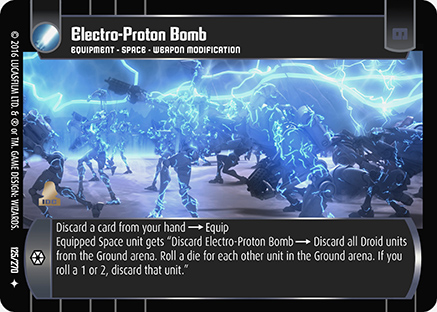 Electro-Proton Bomb
EQUIPMENT • SPACE • WEAPON MODIFICATION
Discard a card from your hand → Equip
Equipped Space unit gets "Discard Electro-Proton Bomb → Discard all Droid units
from the Ground arena. Roll a die for each other unit in the Ground arena. If you
roll a 1 or 2, discard that unit."
© 2016 LUCASFILM LTD. & ® or TM. GAME DESIGN: WIZARDS.
125/270